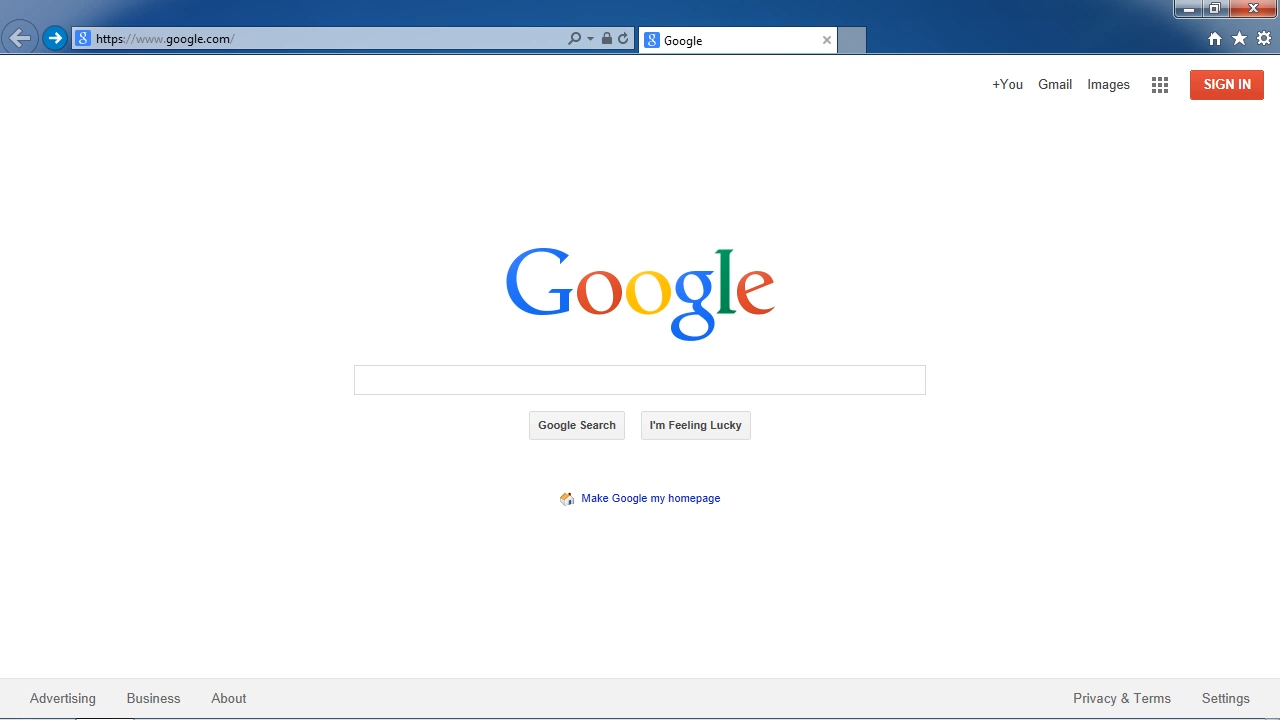 https://www.google.com/
Google
+You Gmail Images SIGN IN
Google
Google Search I'm Feeling Lucky
Make Google my homepage
Advertising Business About Privacy & Terms Settings